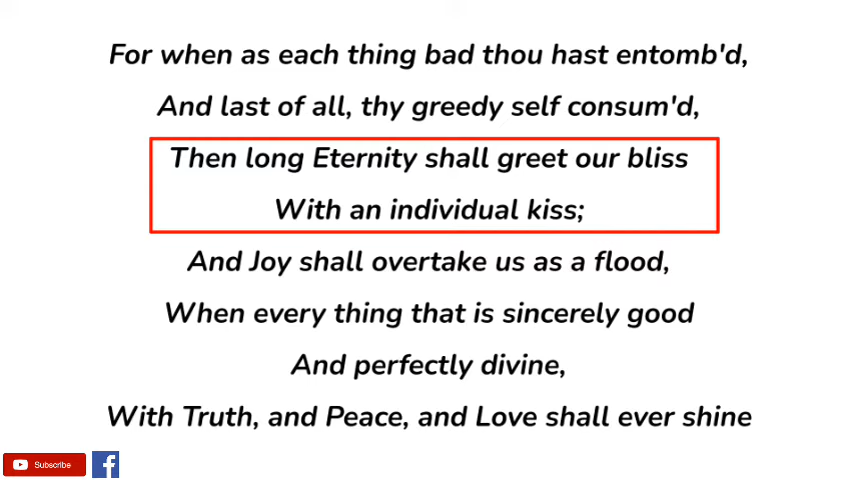 For when as each thing bad thou hast entomb'd,
And last of all, thy greedy self consum'd,
Then long Eternity shall greet our bliss
With an individual kiss;
And Joy shall overtake us as a flood,
When every thing that is sincerely good
And perfectly divine,
With Truth, and Peace, and Love shall ever shine
Subscribe